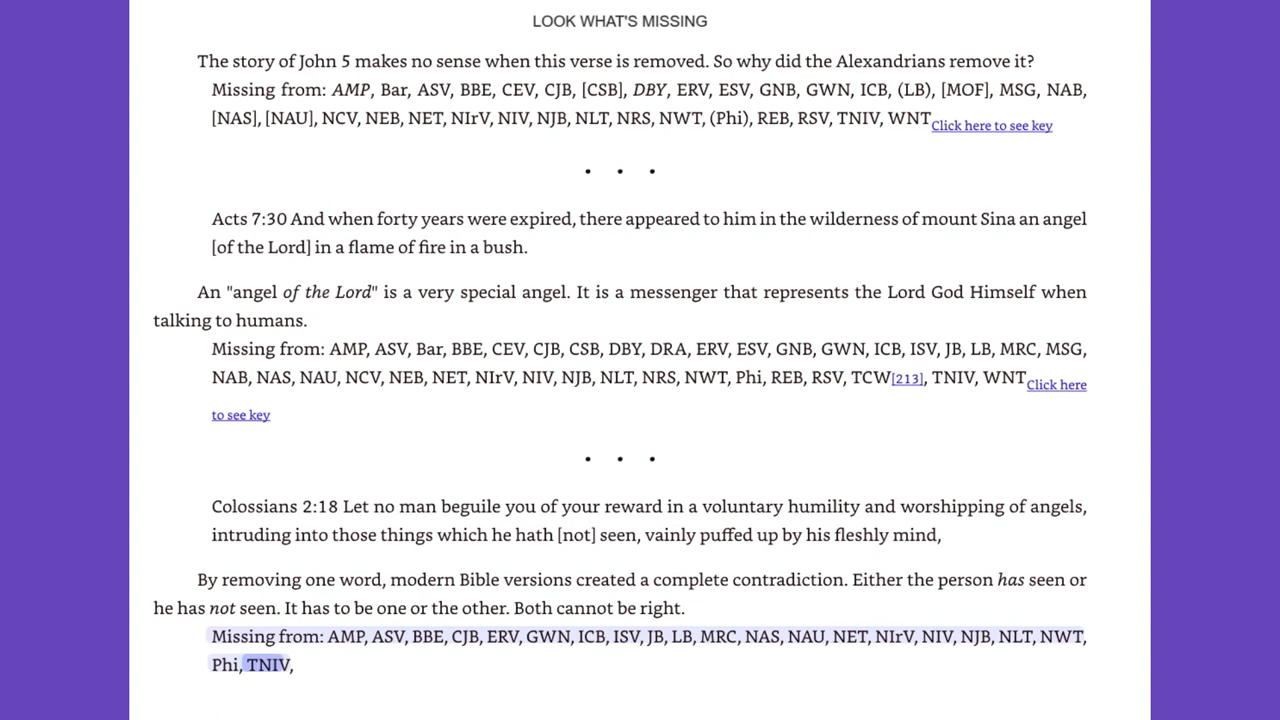 LOOK WHAT'S MISSING
The story of John 5 makes no sense when this verse is removed. So why did the Alexandrians remove it?
Missing from: AMP, Bar, ASV, BBE, CEV, CJB, [CSB], DBY, ERV, ESV, GNB, GWN, ICB, (LB), [MOF], MSG, NAB,
[NAS], [NAU], NCV, NEB, NET, NIrV, NIV, NJB, NLT, NRS, NWT, (Phi), REB, RSV, TNIV, WNTClick here to see key
• • •
Acts 7:30 And when forty years were expired, there appeared to him in the wilderness of mount Sina an angel
[of the Lord] in a flame of fire in a bush.
An "angel of the Lord" is a very special angel. It is a messenger that represents the Lord God Himself when
talking to humans.
Missing from: AMP, ASV, Bar, BBE, CEV, CJB, CSB, DBY, DRA, ERV, ESV, GNB, GWN, ICB, ISV, JB, LB, MRC, MSG,
NAB, NAS, NAU, NCV, NEB, NET, NIrV, NIV, NJB, NLT, NRS, NWT, Phi, REB, RSV, TCW[213], TNIV, WNTClick here
to see key
• • •
Colossians 2:18 Let no man beguile you of your reward in a voluntary humility and worshipping of angels,
intruding into those things which he hath [not] seen, vainly puffed up by his fleshly mind,
By removing one word, modern Bible versions created a complete contradiction. Either the person has seen or
he has not seen. It has to be one or the other. Both cannot be right.
Missing from: AMP, ASV, BBE, CJB, ERV, GWN, ICB, ISV, JB, LB, MRC, NAS, NAU, NET, NIrV, NIV, NJB, NLT, NWT,
Phi, TNIV,